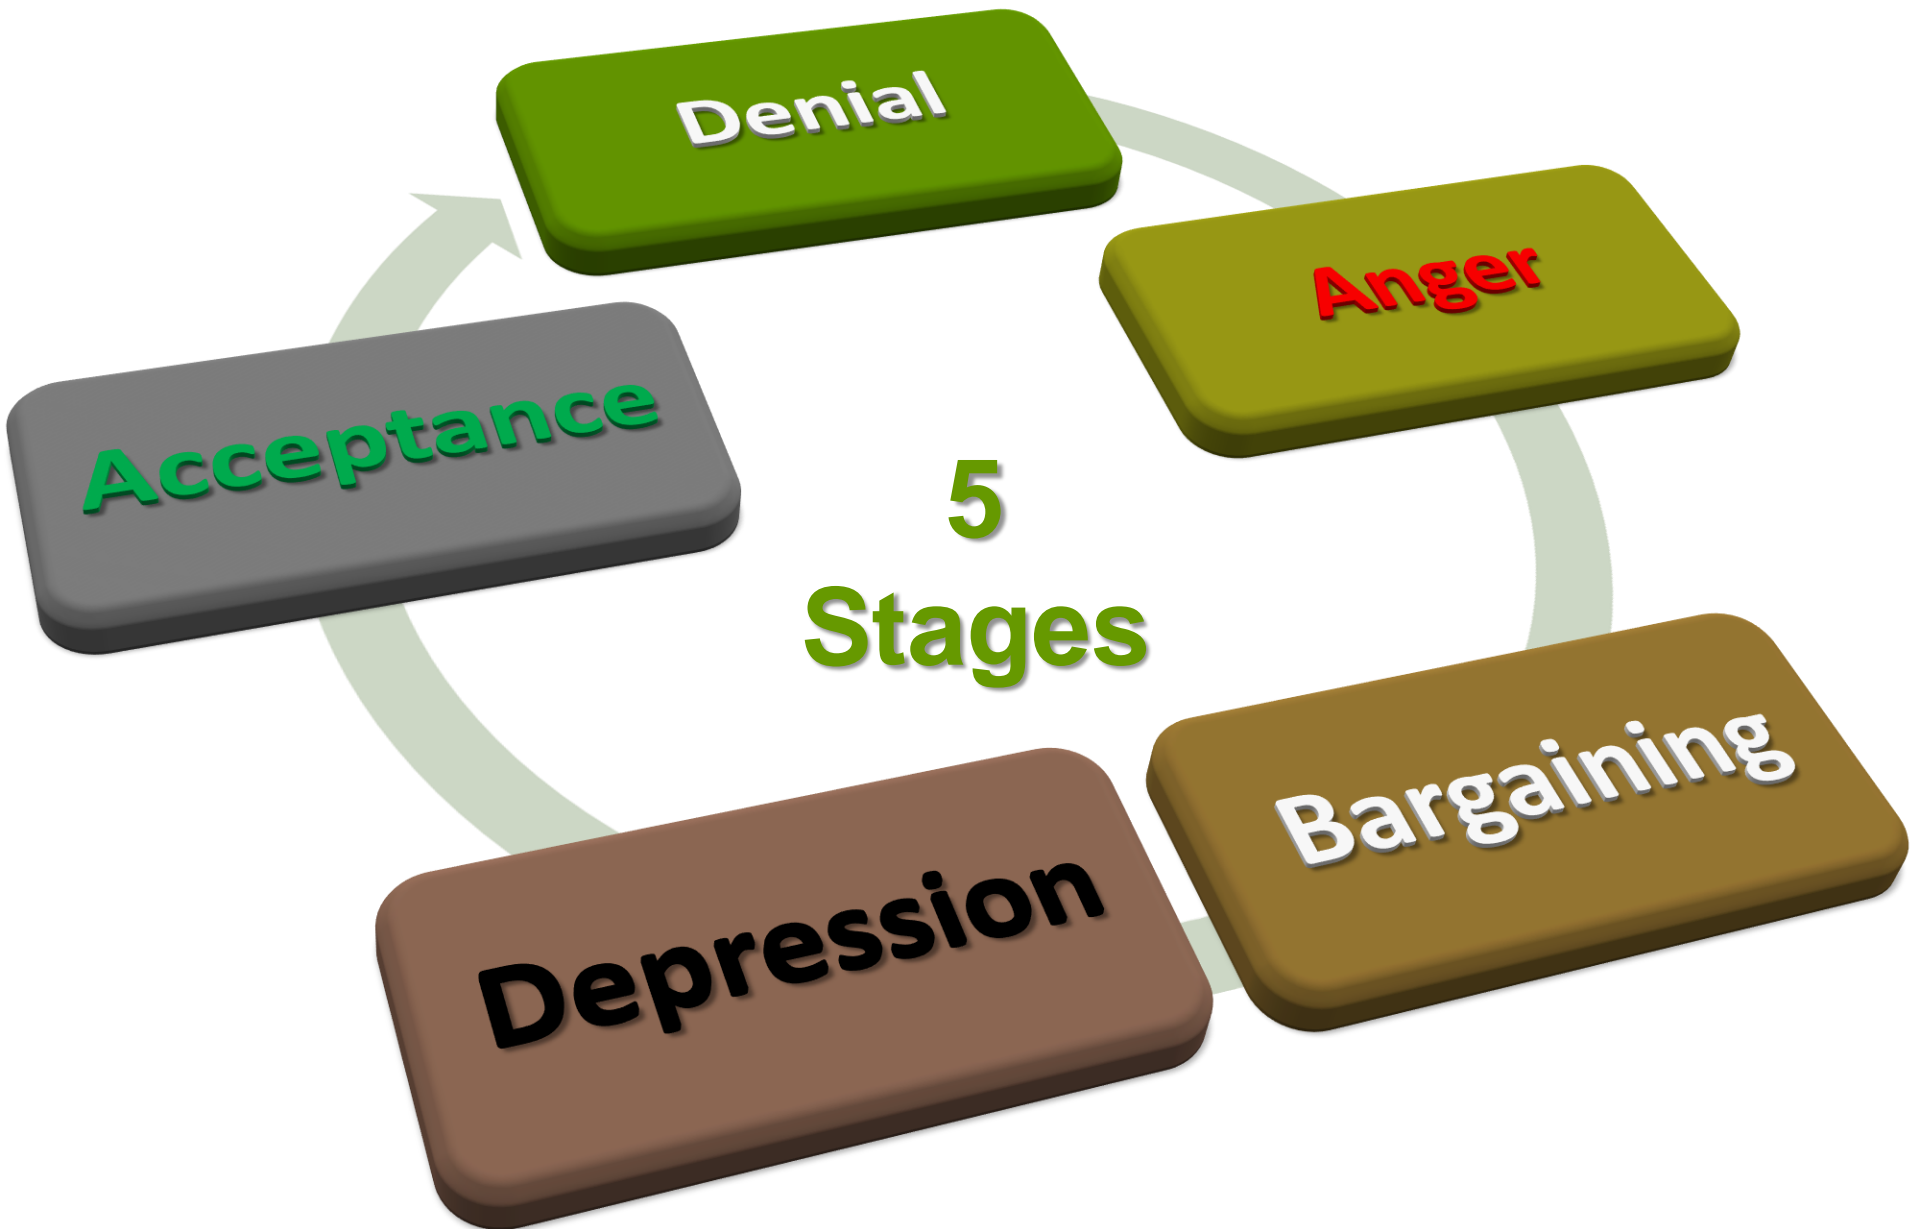 Denial
Anger
Bargaining
Depression
Acceptance
5
Stages